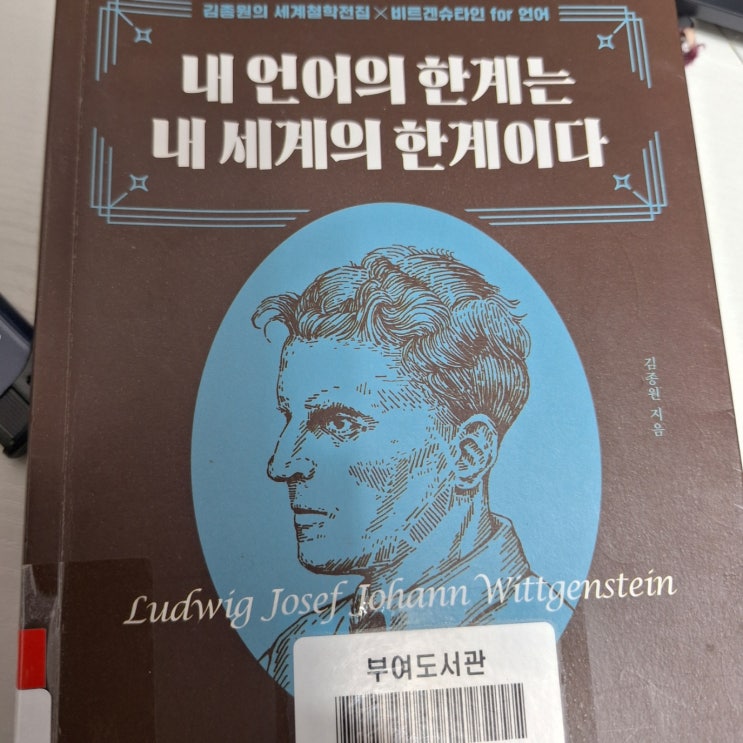 김종원의 세계철학전집×비트겐슈타인 for 언어
내 언어의 한계는
내 세계의 한계이다
김종원 지음
Ludwig Josef Johann Wittgenstein
부여도서관